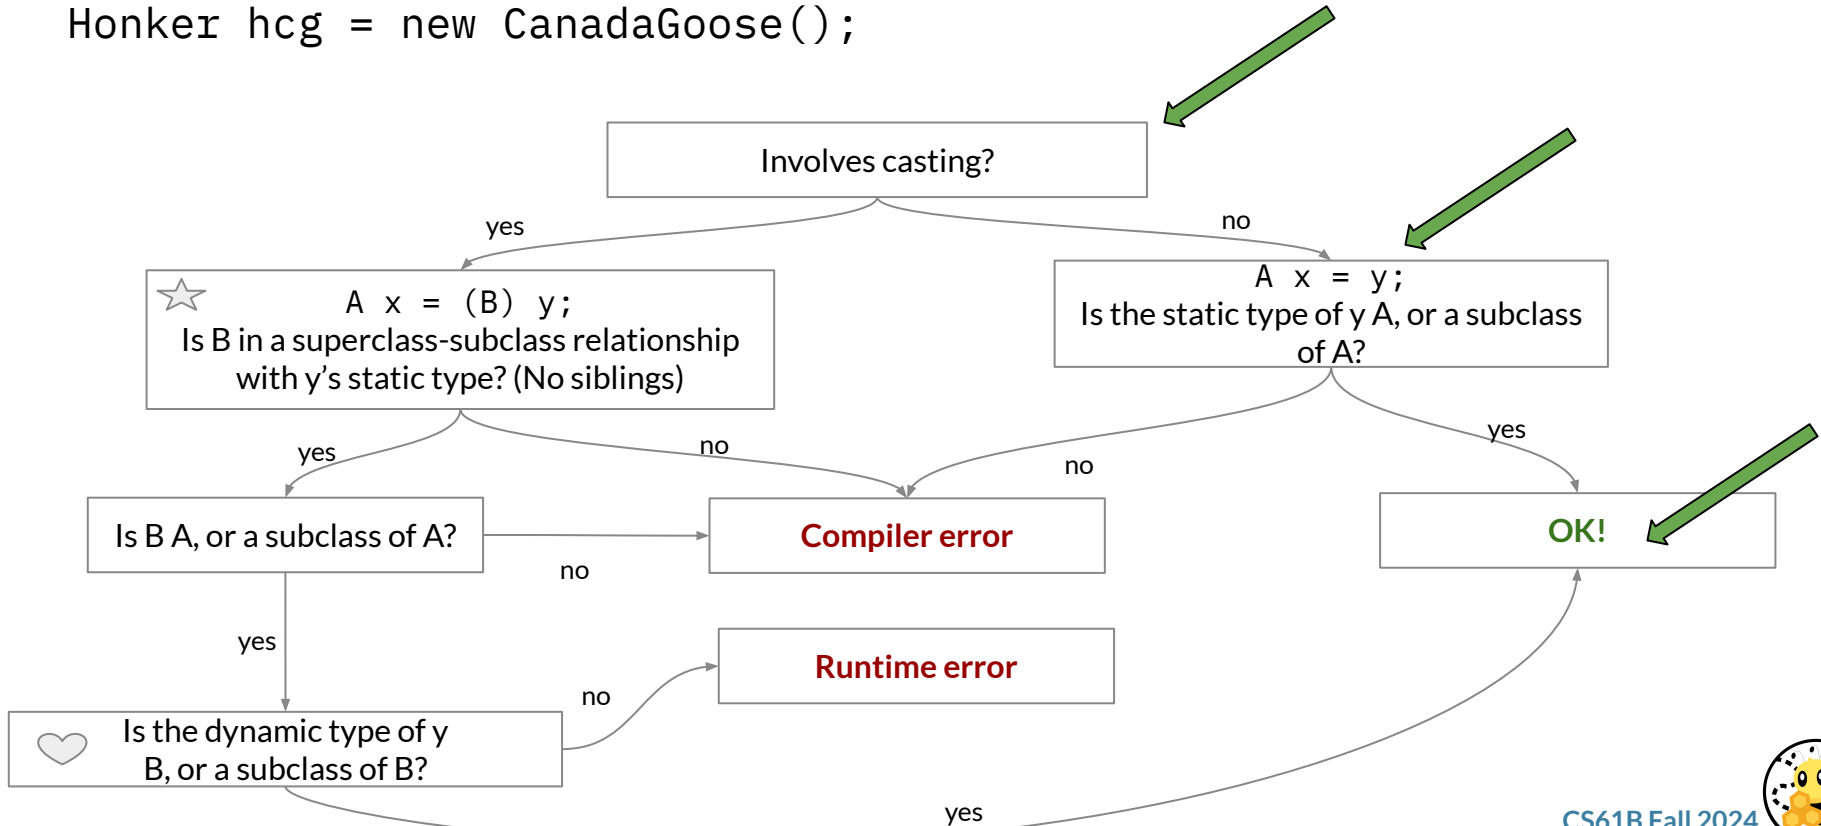 Honker hcg = new CanadaGoose();
Involves casting?
yes
no
A x = (B) y;
Is B in a superclass-subclass relationship
with y’s static type? (No siblings)
A x = y;
Is the static type of y A, or a subclass
of A?
yes
no
no
yes
Is B A, or a subclass of A?
no
Compiler error
OK!
yes
no
Runtime error
Is the dynamic type of y
B, or a subclass of B?
yes
CS61B Fall 2024